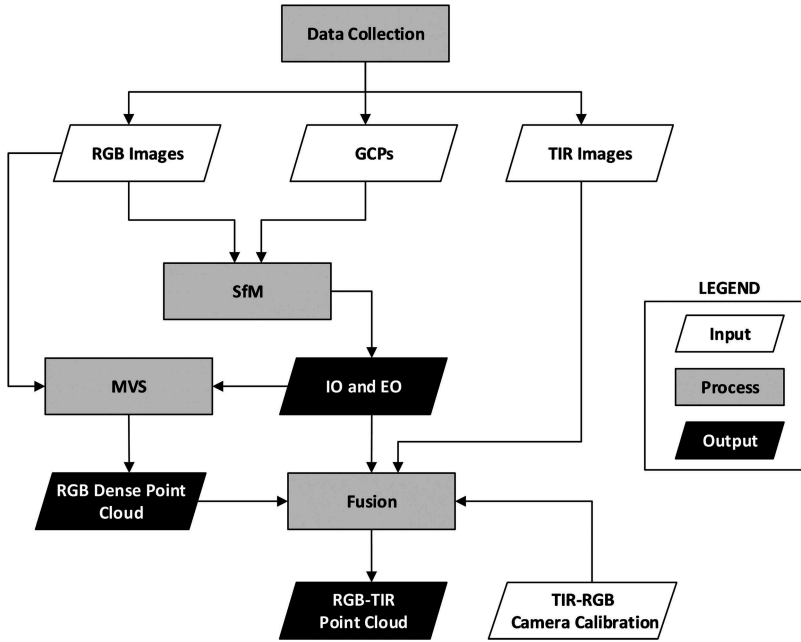 Data Collection
RGB Images
GCPs
TIR Images
SfM
LEGEND
Input
MVS
IO and EO
Process
Output
RGB Dense Point
Cloud
Fusion
RGB-TIR
Point Cloud
TIR-RGB
Camera Calibration